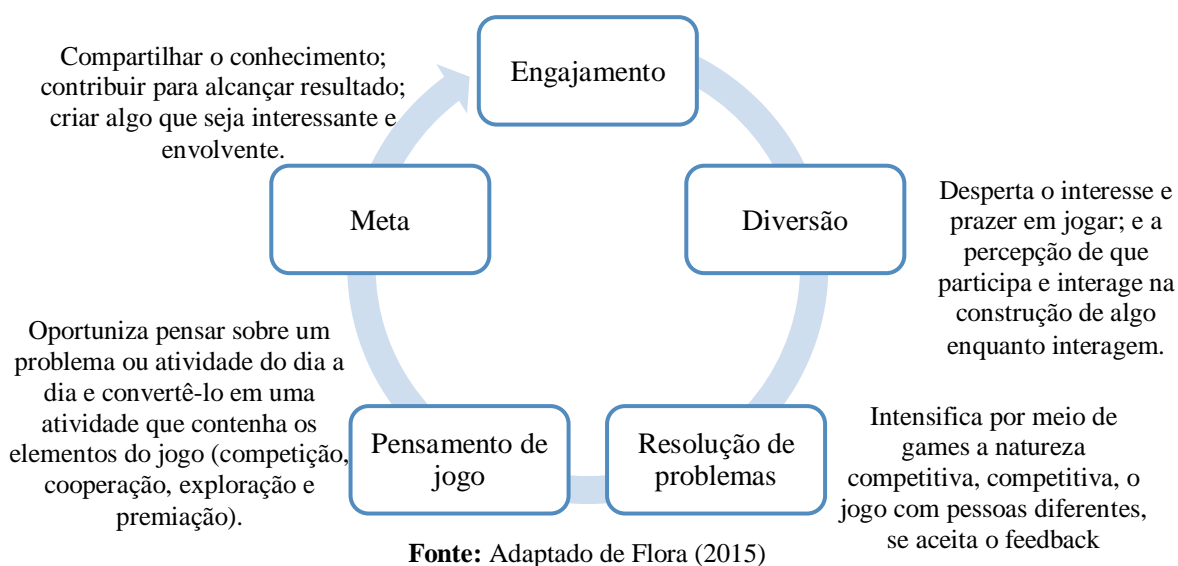 Engajamento
Compartilhar o conhecimento;
contribuir para alcançar resultado;
criar algo que seja interessante e
envolvente.
Meta
Diversão
Desperta o interesse e
prazer em jogar; e a
percepção de que
participa e interage na
construção de algo
enquanto interagem.
Oportuniza pensar sobre um
problema ou atividade do dia a
dia e convertê-lo em uma
atividade que contenha os
elementos do jogo (competição,
cooperação, exploração e
premiação).
Pensamento de
jogo
Resolução de
problemas
Intensifica por meio de
games a natureza
competitiva, competitiva, o
jogo com pessoas diferentes,
se aceita o feedback
Fonte: Adaptado de Flora (2015)